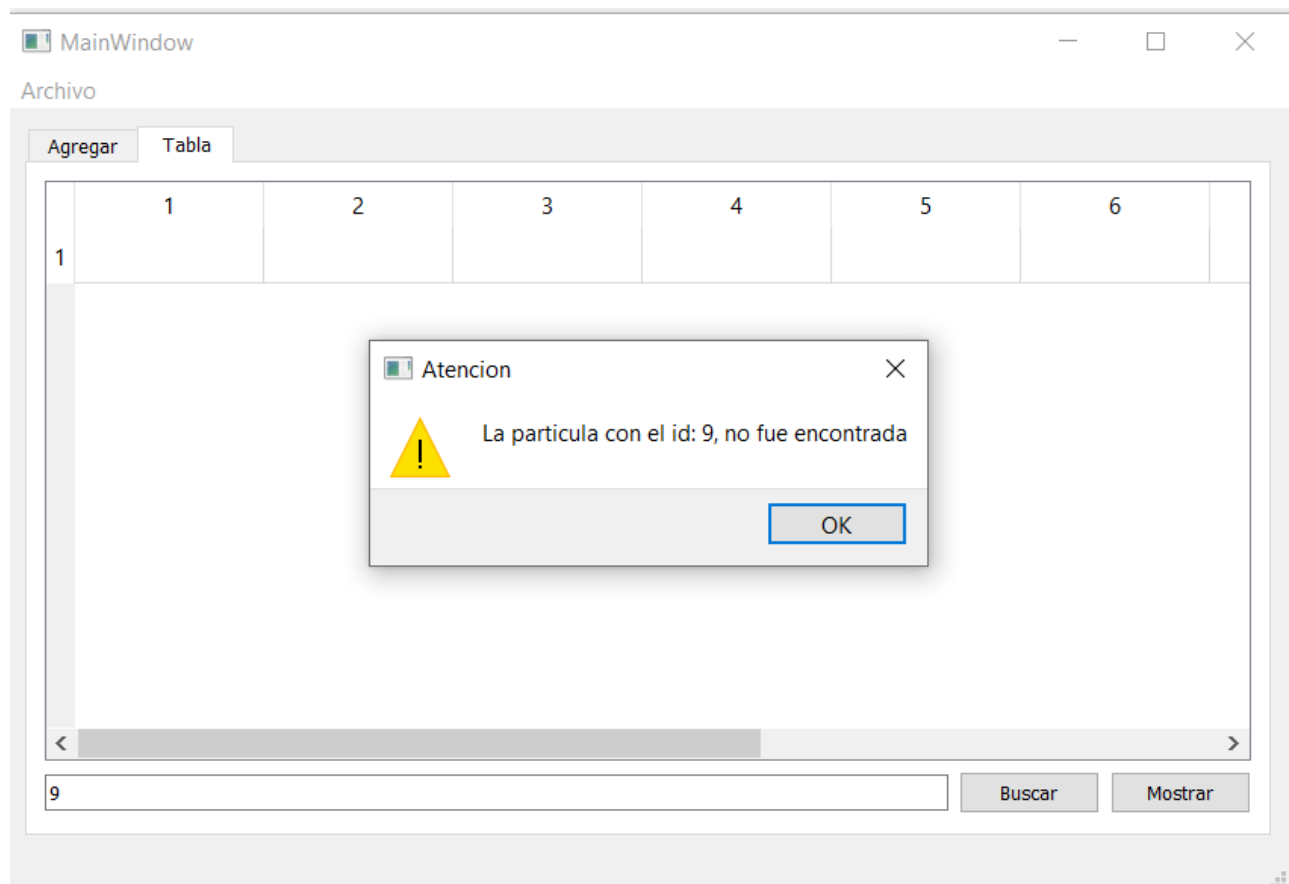 MainWindow
Archivo
Agregar Tabla
1 2 3 4 5 6
1
Atencion
La particula con el id: 9, no fue encontrada
!
OK
9 Buscar Mostrar